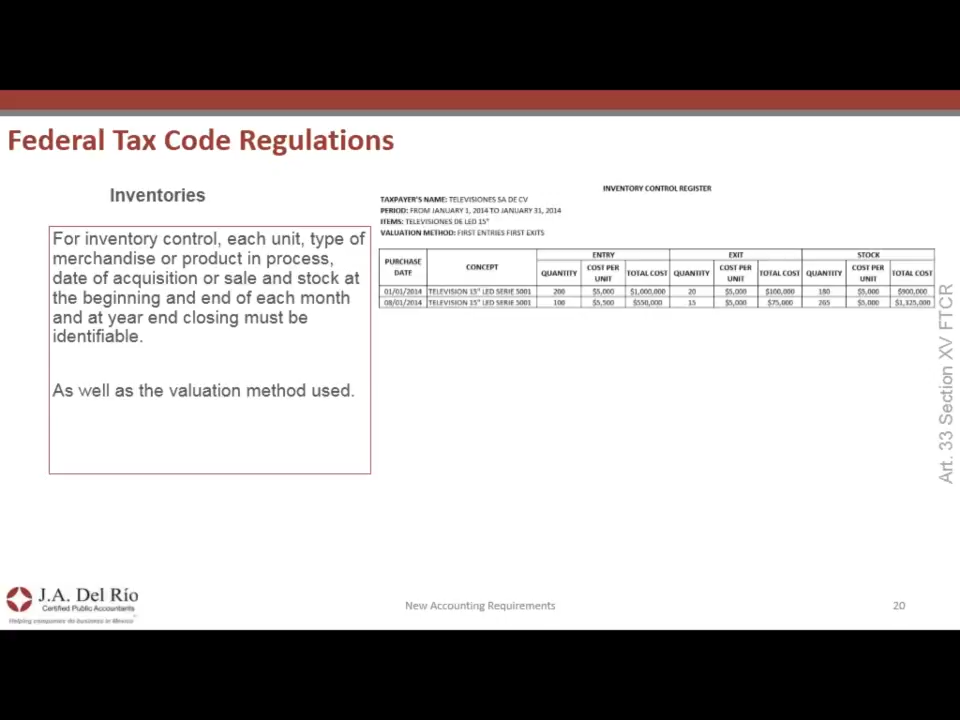 Federal Tax Code Regulations
Inventories
For inventory control, each unit, type of
merchandise or product in process,
date of acquisition or sale and stock at
the beginning and end of each month
and at year end closing must be
identifiable.
As well as the valuation method used.
INVENTORY CONTROL REGISTER
TAXPAYER'S NAME: TELEVISIONES SA DE CV
PERIOD: FROM JANUARY 1, 2014 TO JANUARY 31, 2014
ITEMS: TELEVISIONES DE LED 15"
VALUATION METHOD: FIRST ENTRIES FIRST EXITS
PURCHASE DATE CONCEPT ENTRY EXIT STOCK
QUANTITY COST PER UNIT TOTAL COST QUANTITY COST PER UNIT TOTAL COST QUANTITY COST PER UNIT TOTAL COST
01/01/2014 TELEVISION 15" LED SERIE 5001 200 $5,000 $1,000,000 20 $5,000 $100,000 180 $5,000 $900,000
08/01/2014 TELEVISION 15" LED SERIE 5001 100 $5,500 $550,000 15 $5,000 $75,000 265 $5,000 $1,325,000
Art. 33 Section XV FTCR
J.A. Del Río
Certified Public Accountants
Helping companies do business in Mexico
New Accounting Requirements
20